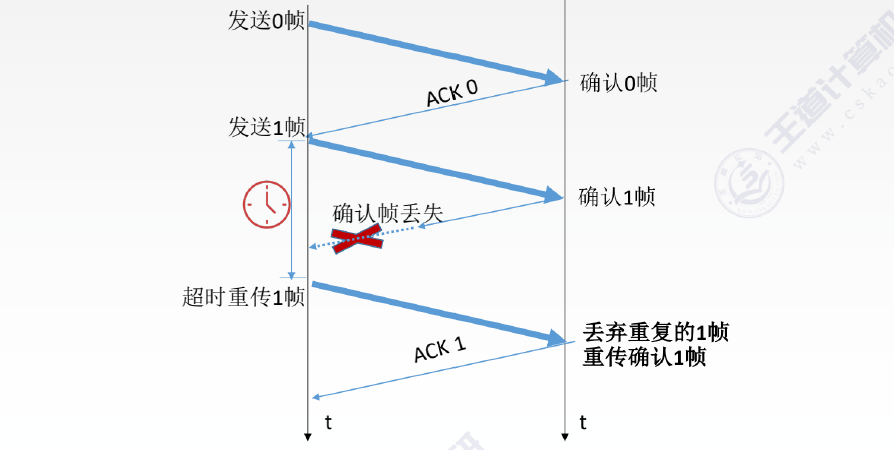 发送0帧
ACK 0
确认0帧
发送1帧
确认1帧
确认帧丢失
超时重传1帧
ACK 1
丢弃重复的1帧
重传确认1帧
t
t
王道计算机
www.cska